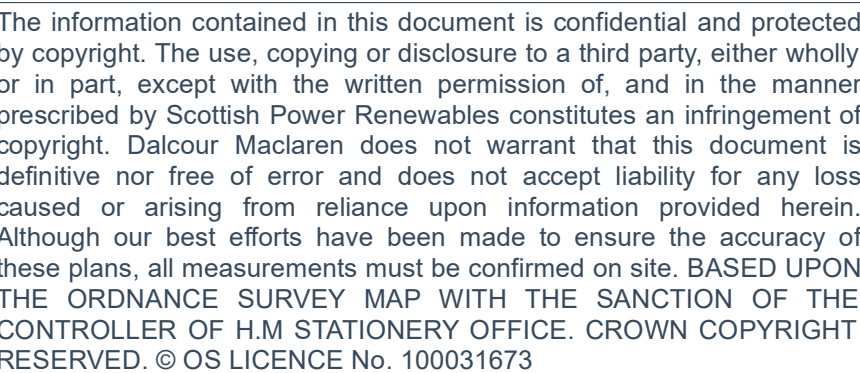 The information contained in this document is confidential and protected
by copyright. The use, copying or disclosure to a third party, either wholly
or in part, except with the written permission of, and in the manner
prescribed by Scottish Power Renewables constitutes an infringement of
copyright. Dalcour Maclaren does not warrant that this document is
definitive nor free of error and does not accept liability for any loss
caused or arising from reliance upon information provided herein.
Although our best efforts have been made to ensure the accuracy of
these plans, all measurements must be confirmed on site. BASED UPON
THE ORDNANCE SURVEY MAP WITH THE SANCTION OF THE
CONTROLLER OF H.M STATIONERY OFFICE. CROWN COPYRIGHT
RESERVED. © OS LICENCE No. 100031673